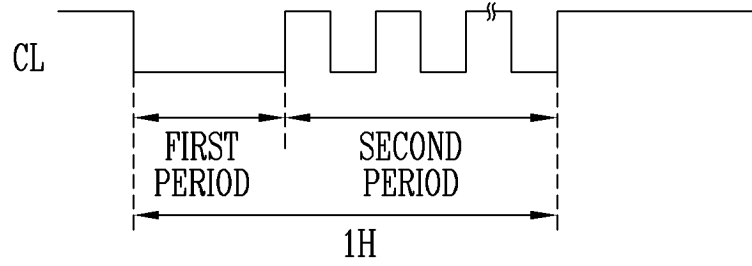 CL
FIRST
PERIOD
SECOND
PERIOD
1H